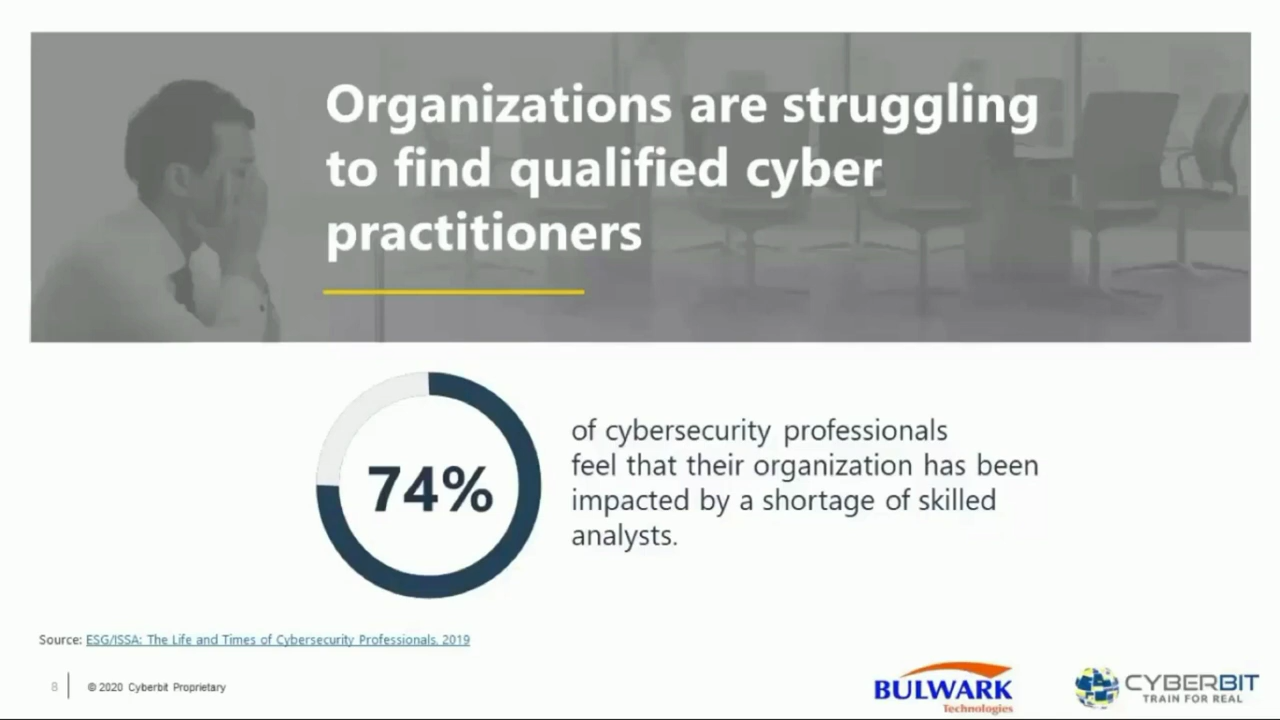 Organizations are struggling
to find qualified cyber
practitioners
74%
of cybersecurity professionals
feel that their organization has been
impacted by a shortage of skilled
analysts.
Source: ESG/ISSA: The Life and Times of Cybersecurity Professionals. 2019
8
© 2020 Cyberbit Proprietary
BULWARK
Technologies
CYBERBIT
TRAIN FOR REAL